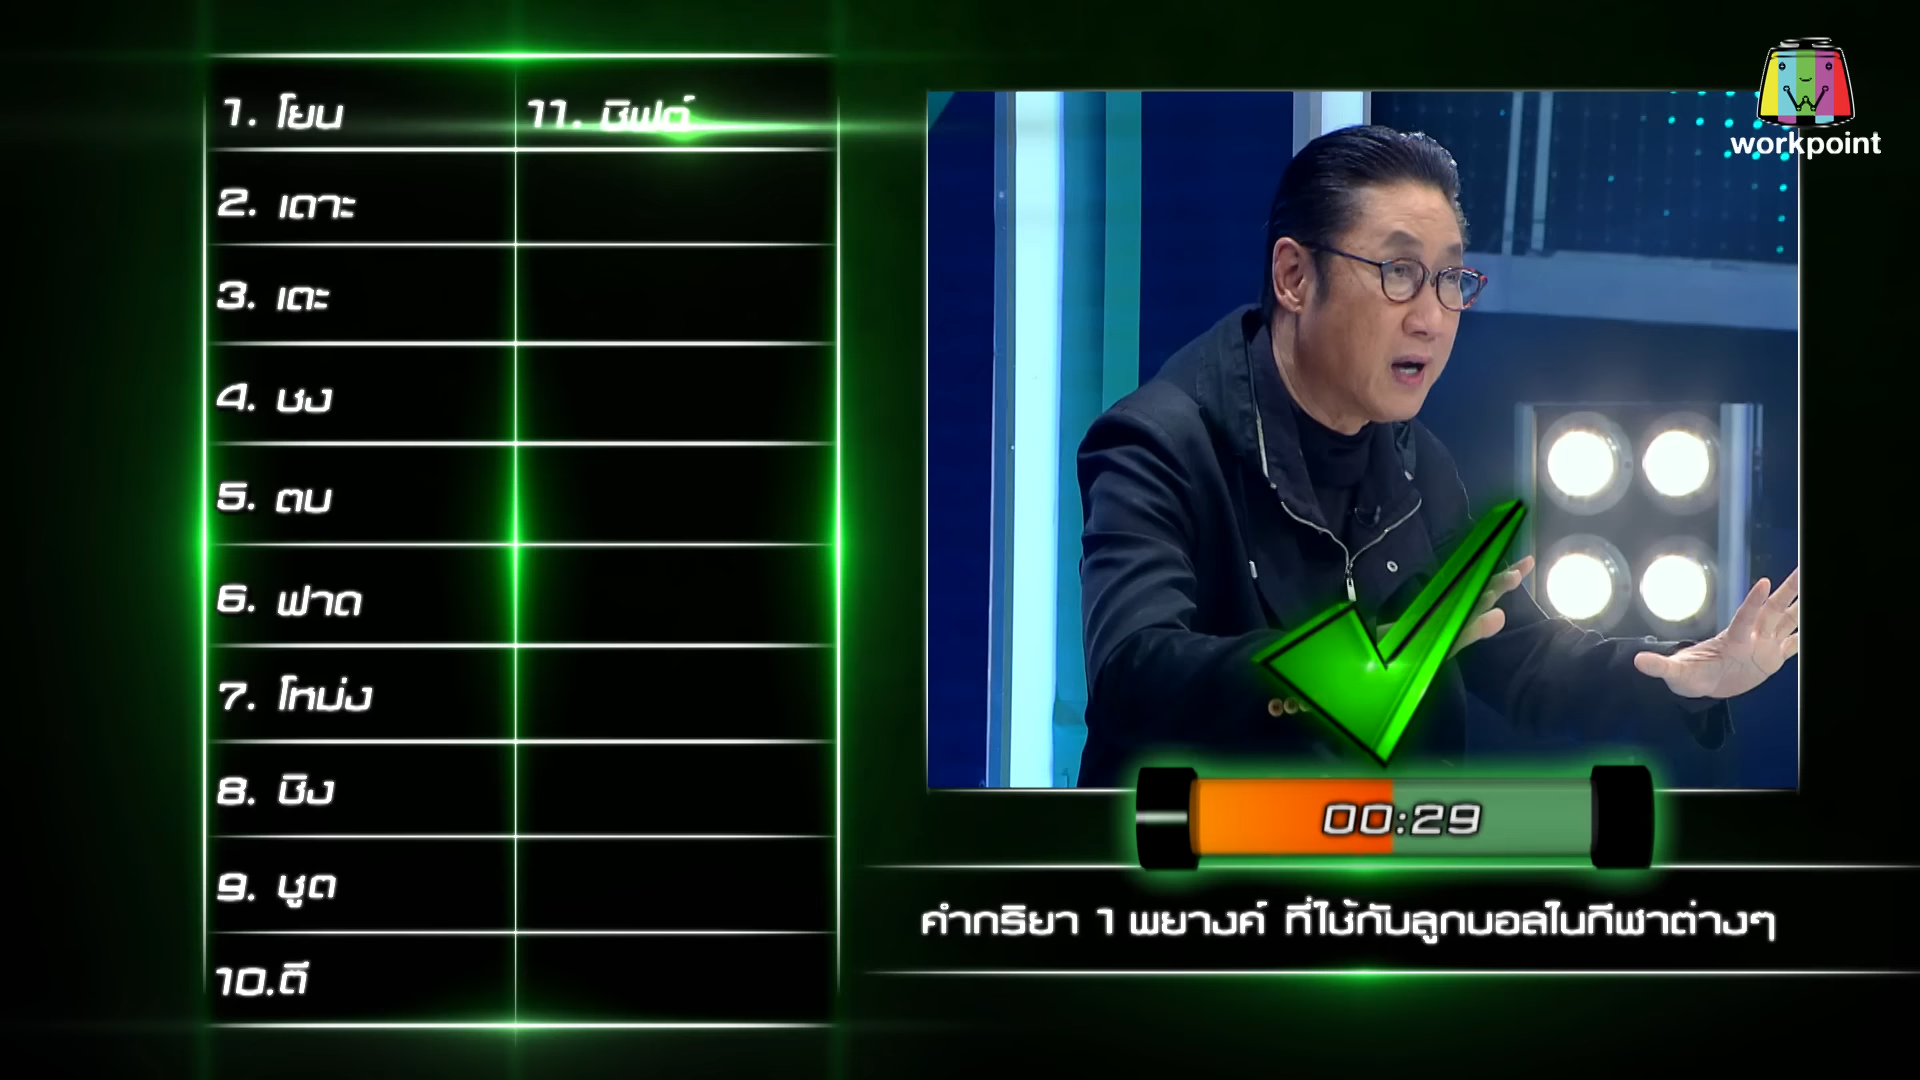 1. โยน
2. เดาะ
3. เตะ
4. ชง
5. ตบ
6. ฟาด
7. โหม่ง
8. ชิง
9. ชูต
10.ตี
11. ชิฟต์
workpoint
00:29
คำกริยา 1 พยางค์ ที่ใช้กับลูกบอลในกีฬาต่างๆ